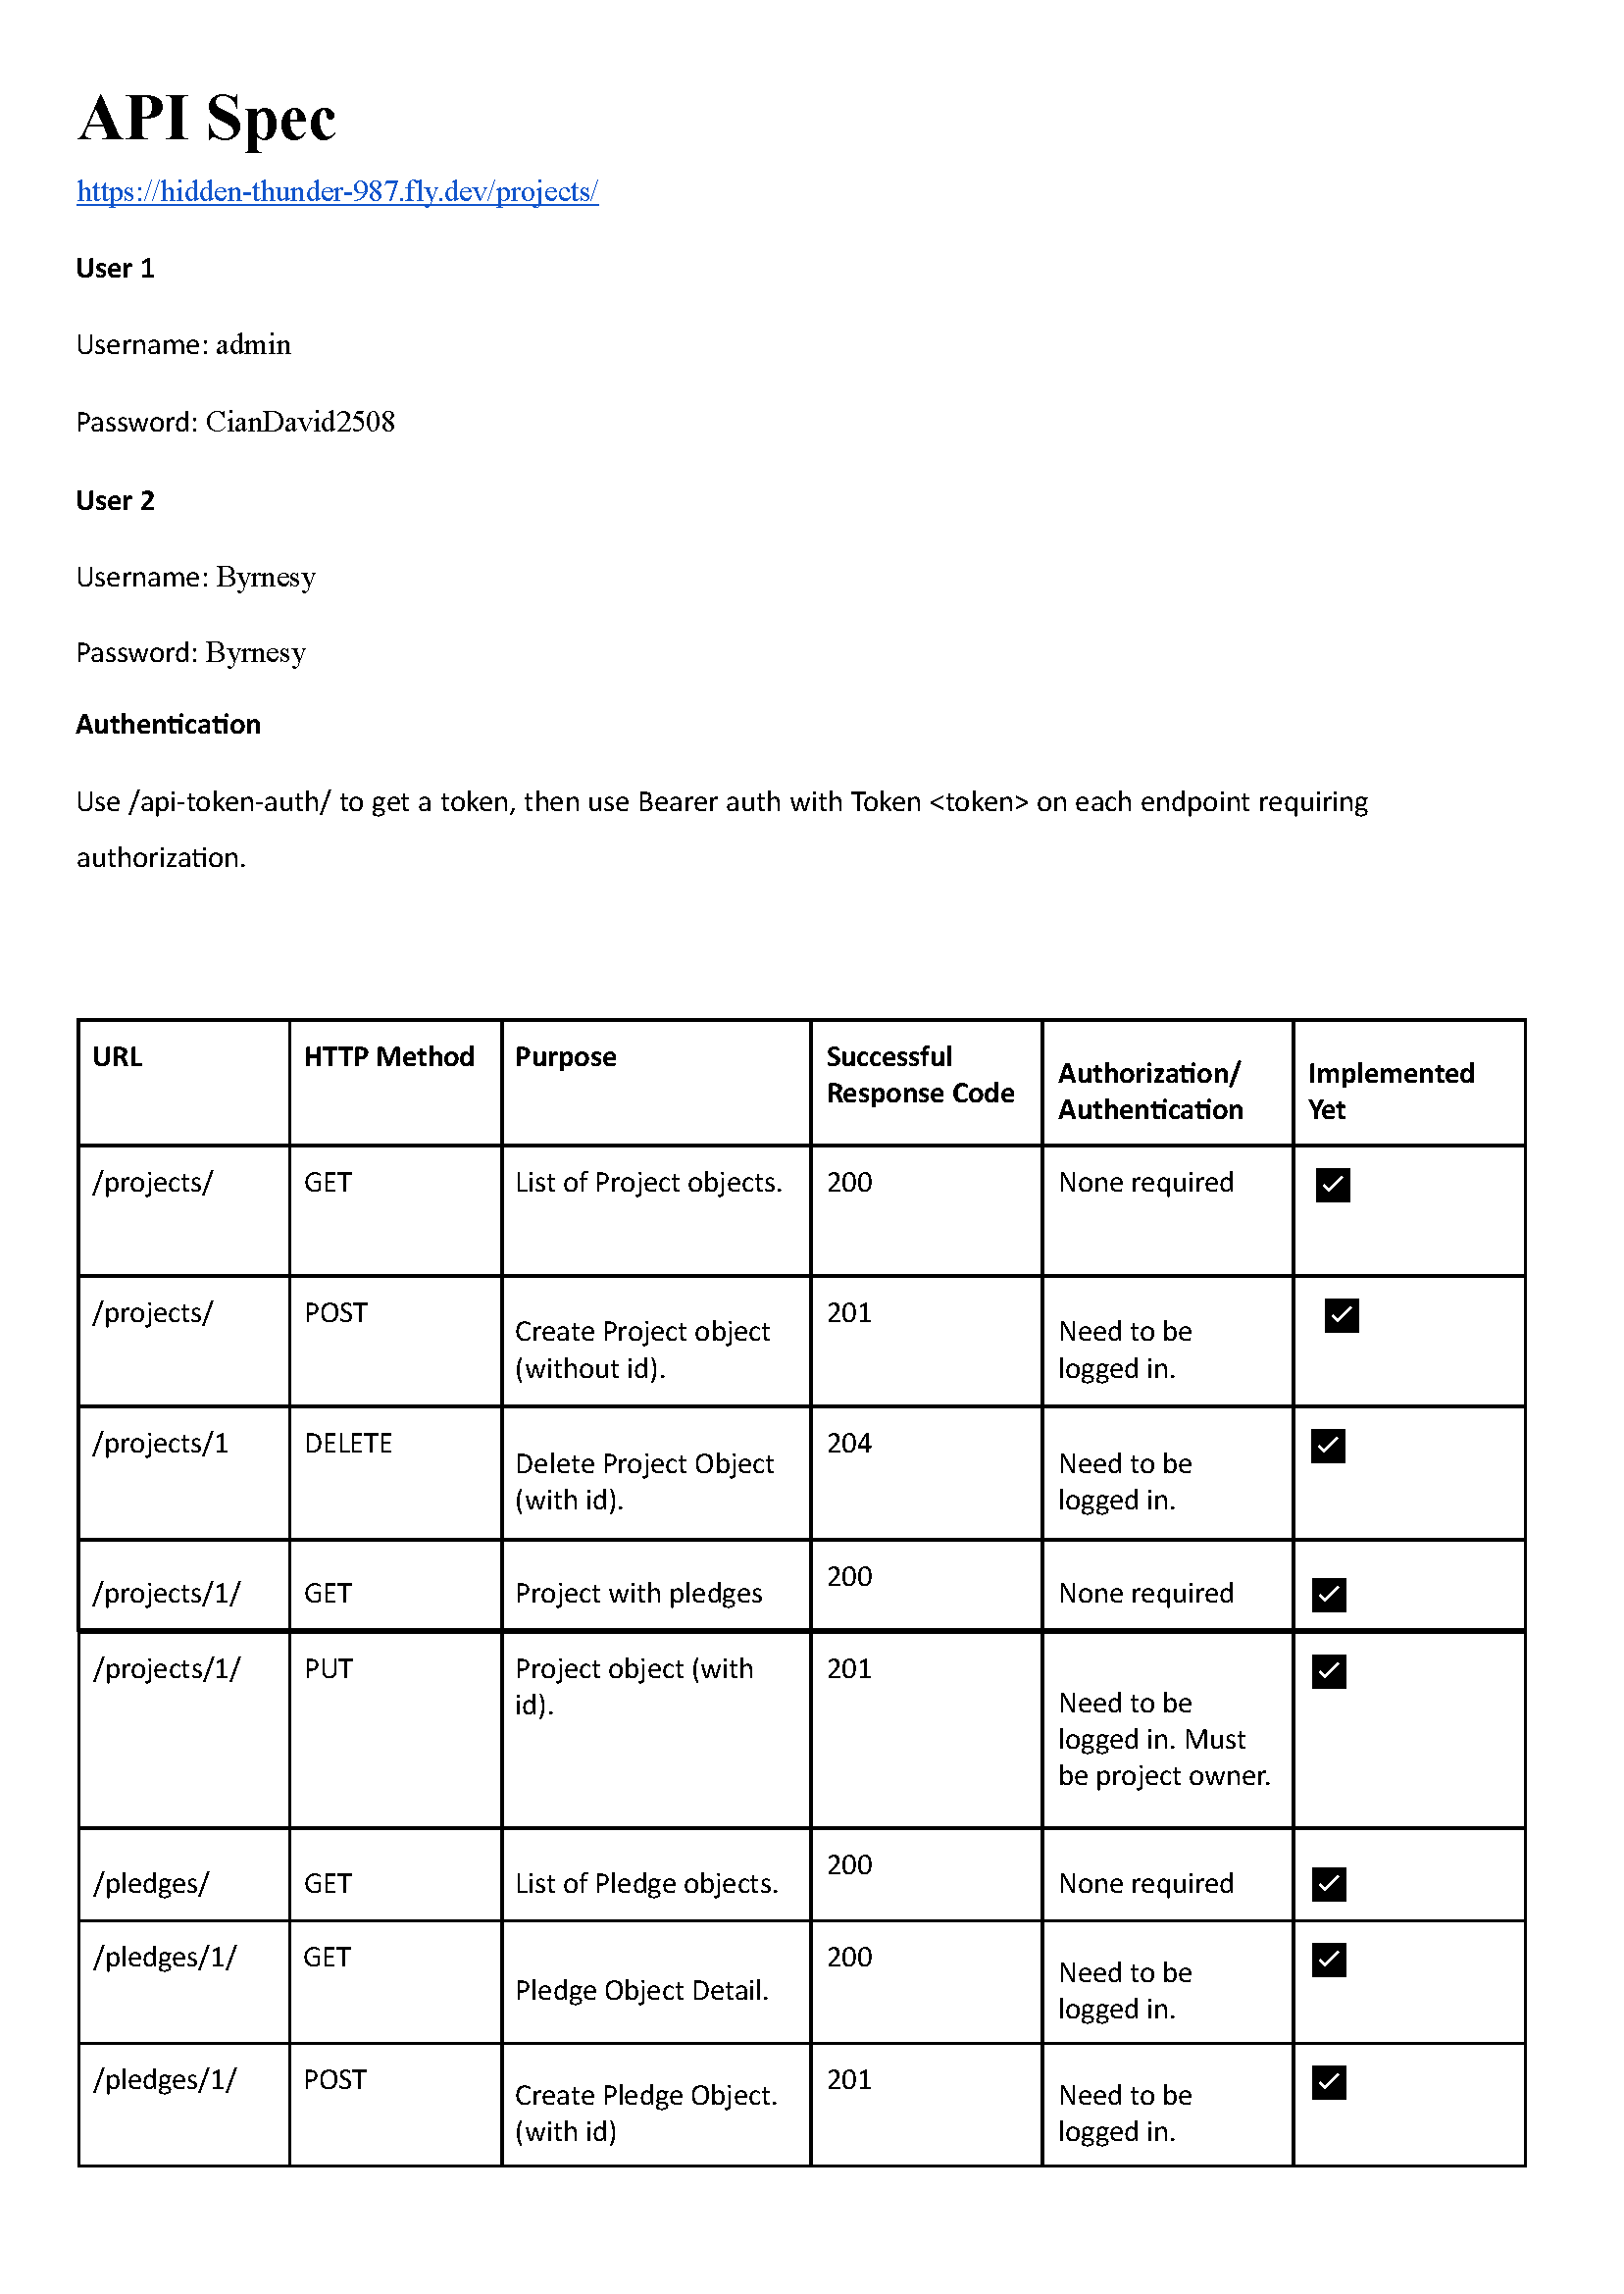 API Spec
https://hidden-thunder-987.fly.dev/projects/
User 1
Username: admin
Password: CianDavid2508
User 2
Username: Byrnesy
Password: Byrnesy
Authentication
Use /api-token-auth/ to get a token, then use Bearer auth with Token <token> on each endpoint requiring
authorization.
URL
HTTP Method
Purpose
Successful
Response Code
Authorization/
Authentication
Implemented
Yet
/projects/
GET
List of Project objects.
200
None required
/projects/
POST
Create Project object
(without id).
201
Need to be
logged in.
/projects/1
DELETE
Delete Project Object
(with id).
204
Need to be
logged in.
/projects/1/
GET
Project with pledges
200
None required
/projects/1/
PUT
Project object (with
id).
201
Need to be
logged in. Must
be project owner.
/pledges/
GET
List of Pledge objects.
200
None required
/pledges/1/
GET
Pledge Object Detail.
200
Need to be
logged in.
/pledges/1/
POST
Create Pledge Object.
(with id)
201
Need to be
logged in.